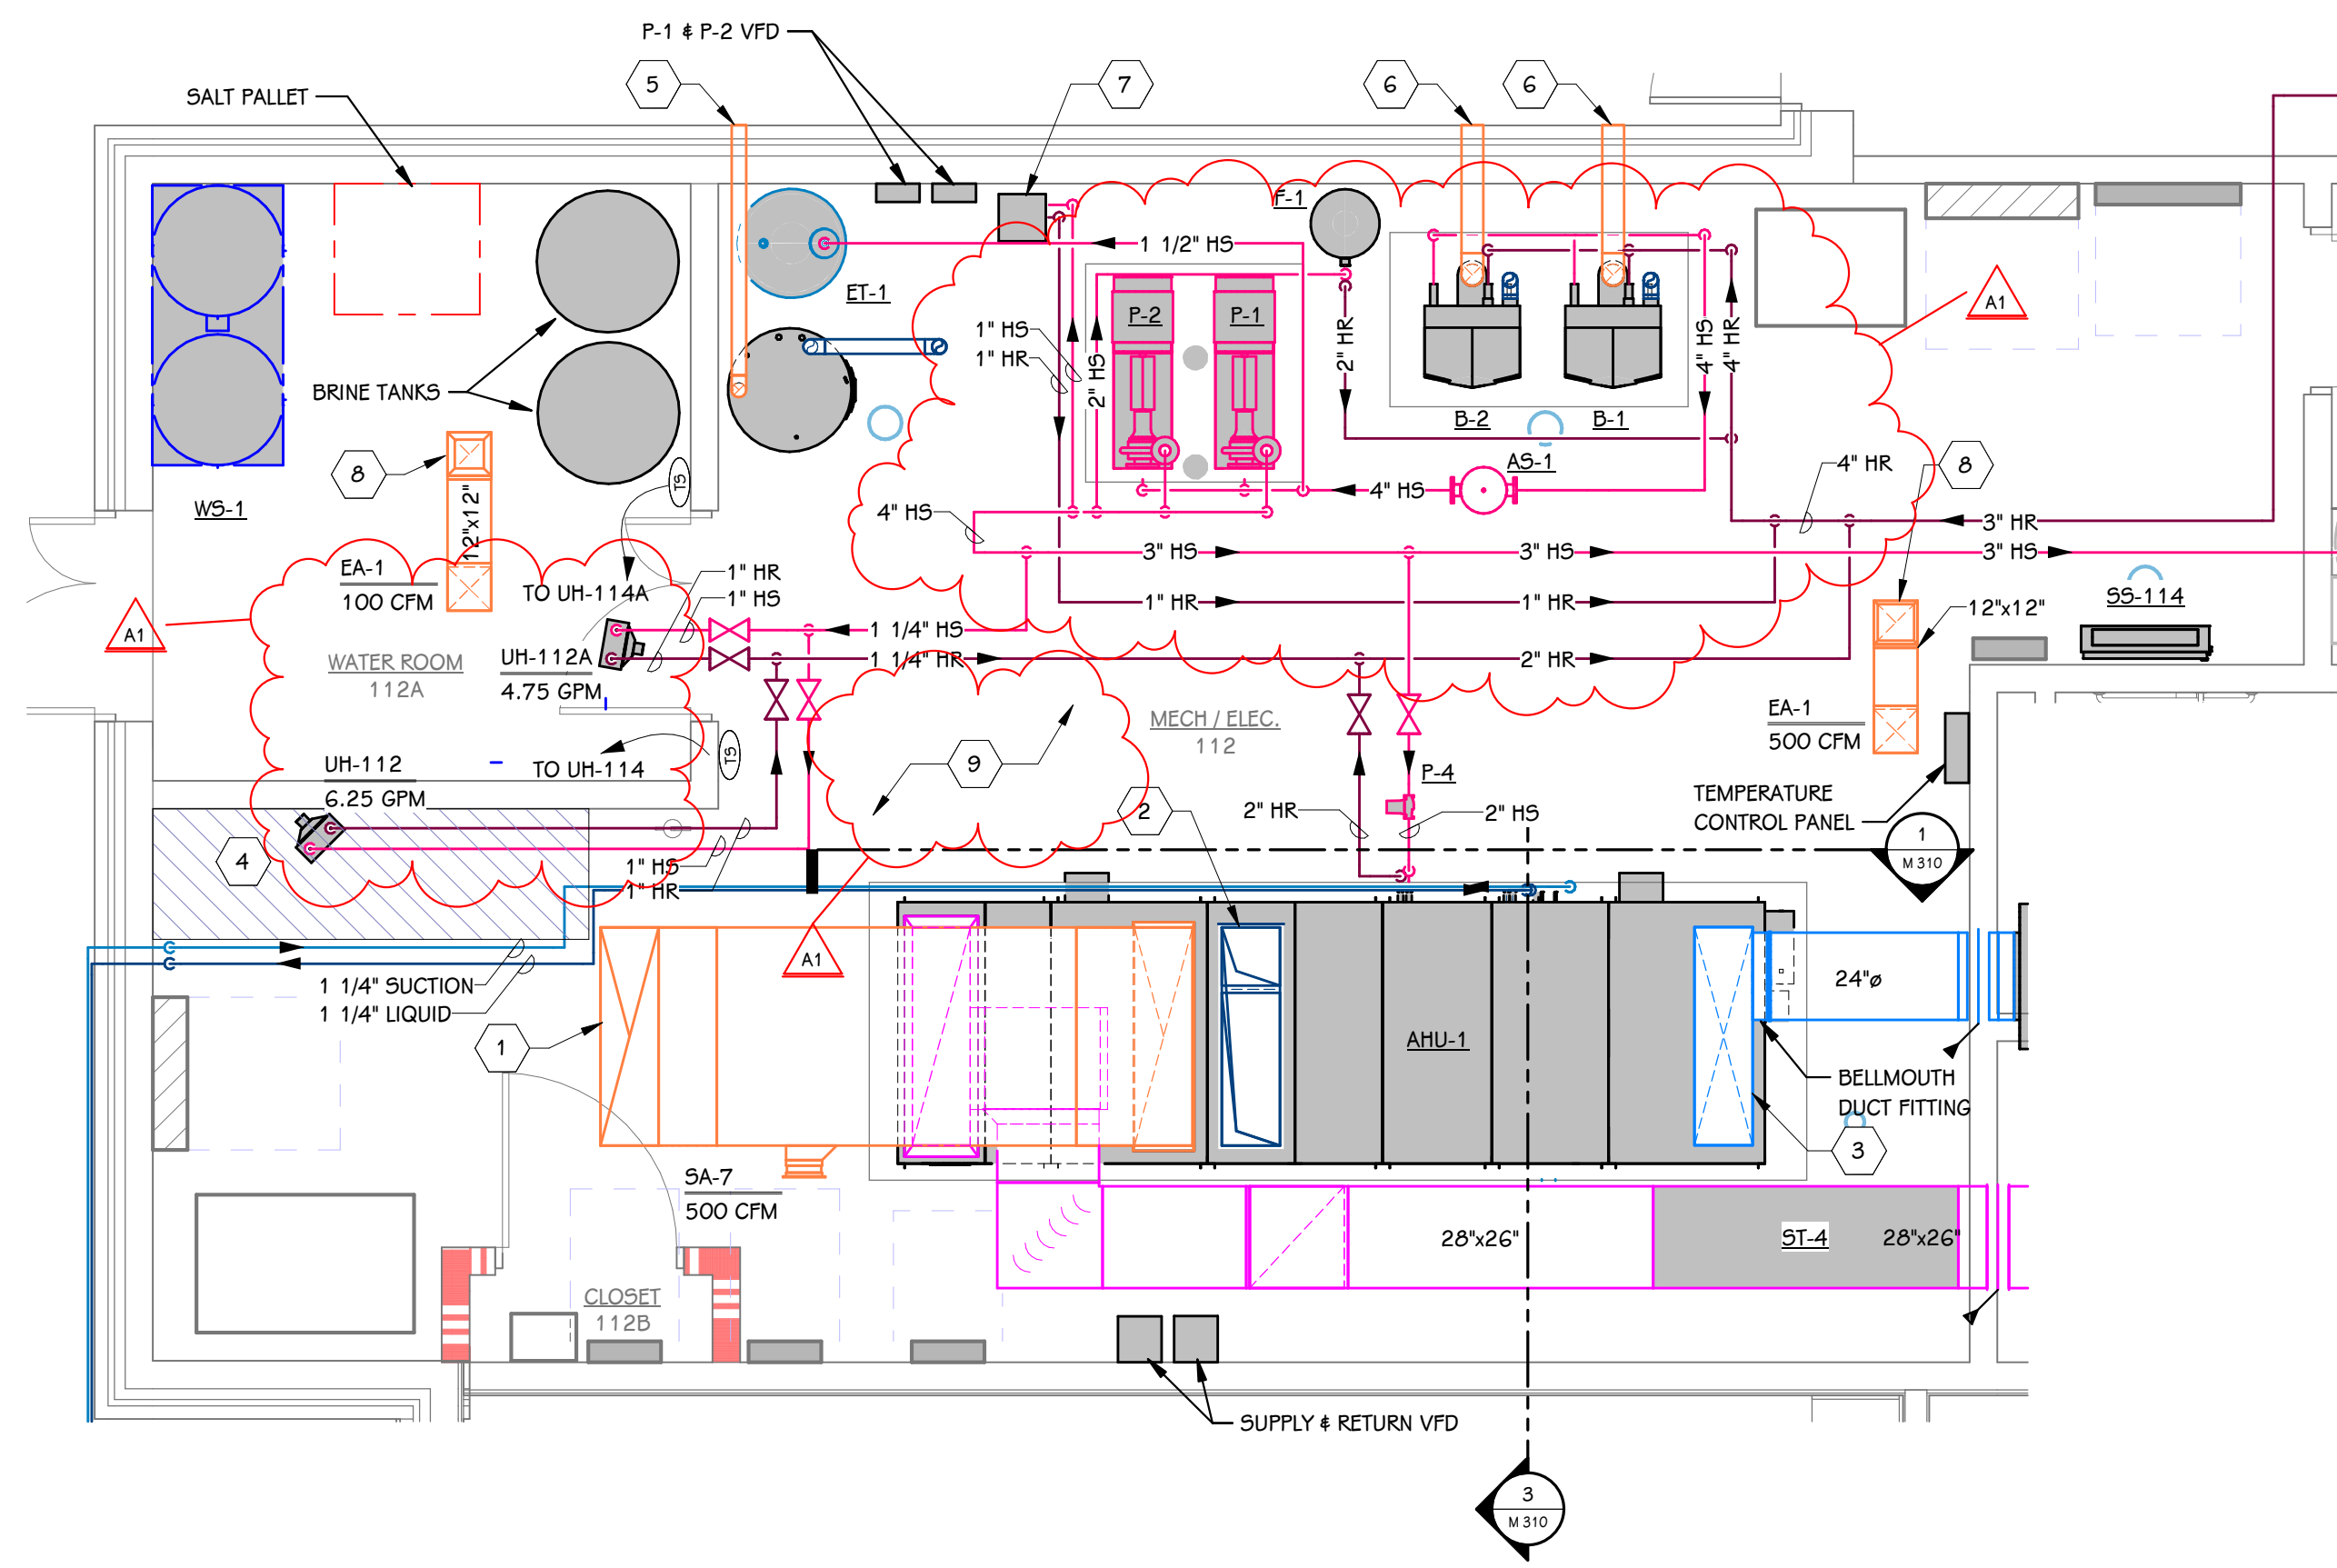 P-1 & P-2 VFD
SALT PALLET
5
7
6
6
F-1
1 1/2" HS
ET-1
P-2
P-1
1" HS
1" HR
2" HS
2" HR
4" HS
4" HR
A1
BRINE TANKS
B-2
B-1
8
TS
12"x12"
WS-1
AS-1
4" HS
4" HR
8
4" HS
3" HR
3" HS
3" HS
3" HS
EA-1
100 CFM
TO UH-114A
1" HR
1" HS
1" HR
1" HR
12"x12"
SS-114
A1
1 1/4" HS
WATER ROOM
112A
UH-112A
4.75 GPM
1 1/4" HR
2" HR
MECH / ELEC.
112
EA-1
500 CFM
TS
UH-112
6.25 GPM
TO UH-114
9
P-4
2
2" HR
2" HS
TEMPERATURE
CONTROL PANEL
1
M 310
4
1" HS
1" HR
A1
1 1/4" SUCTION
1 1/4" LIQUID
24"ø
1
AHU-1
BELLMOUTH
DUCT FITTING
3
SA-7
500 CFM
28"x26"
ST-4
28"x26"
CLOSET
112B
SUPPLY & RETURN VFD
3
M 310